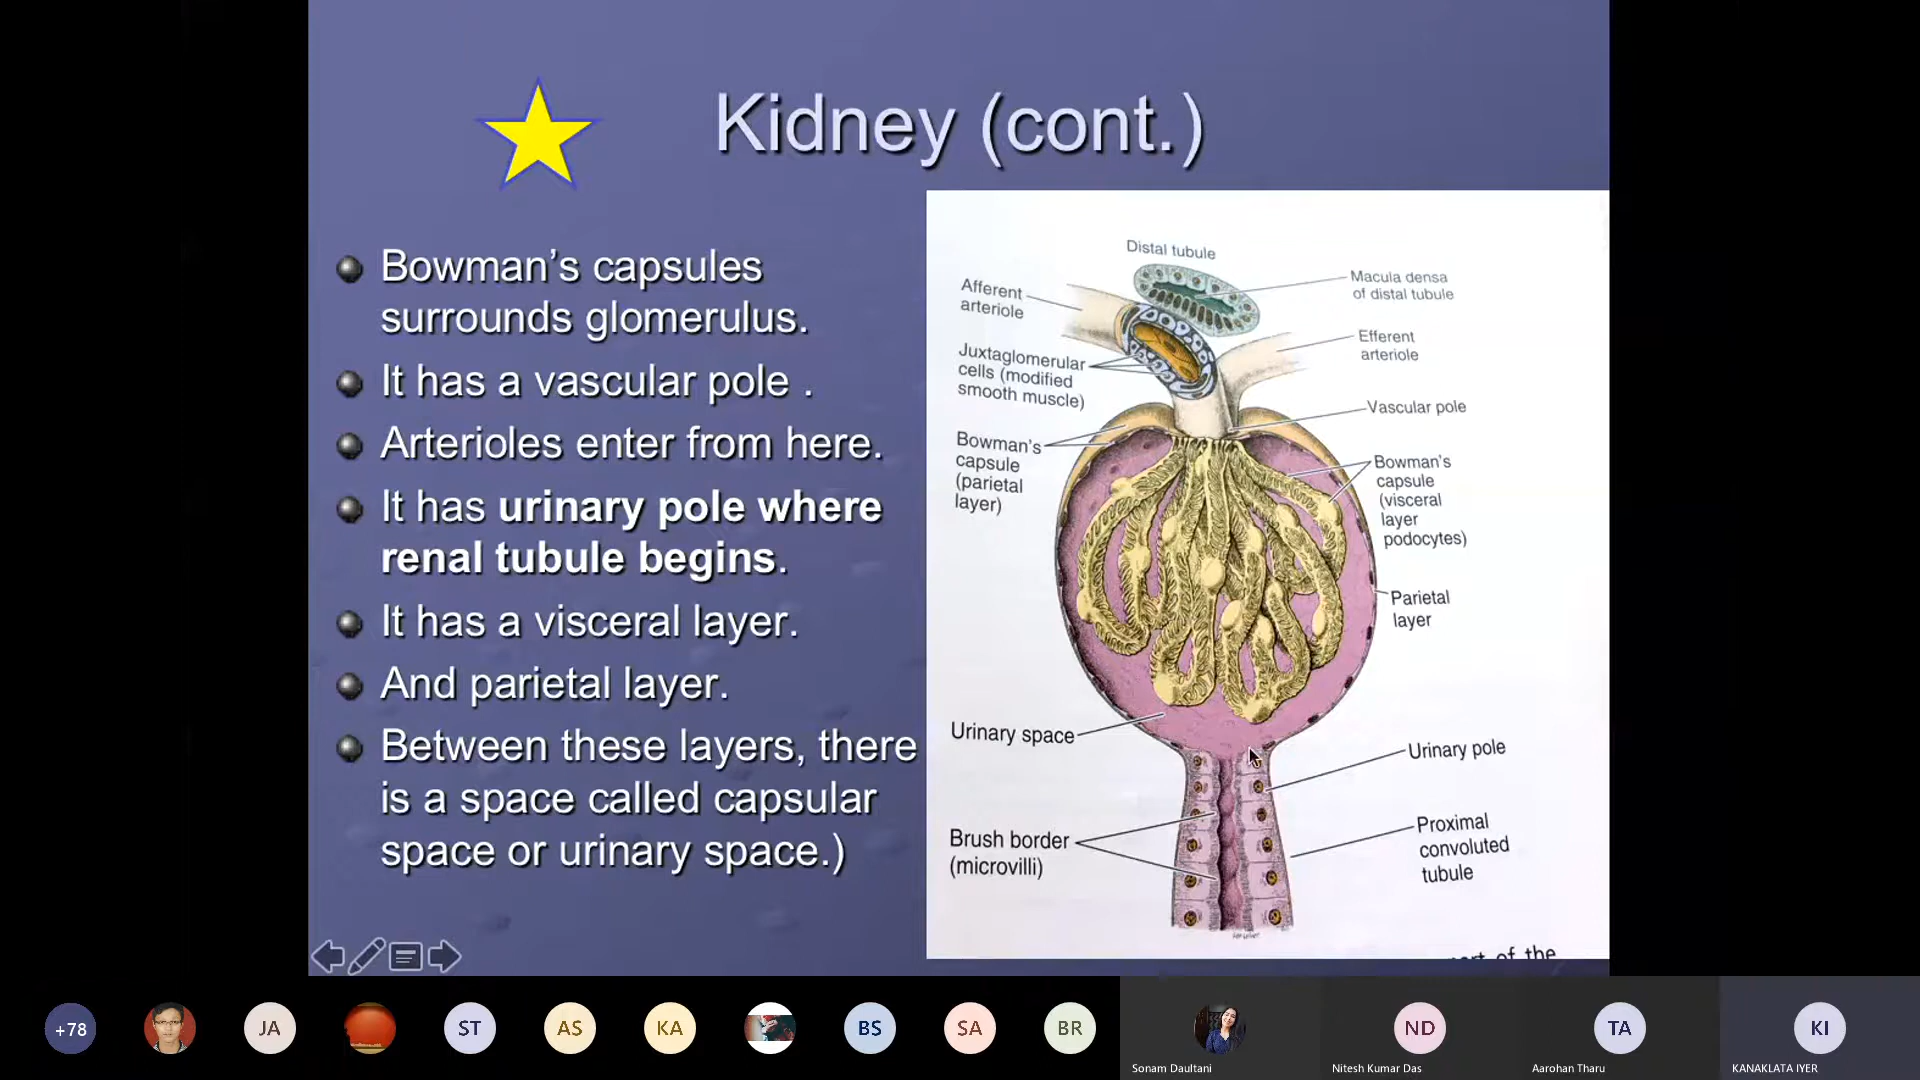 Kidney (cont.)
Bowman’s capsules
surrounds glomerulus.
It has a vascular pole .
Arterioles enter from here.
It has urinary pole where
renal tubule begins.
It has a visceral layer.
And parietal layer.
Between these layers, there
is a space called capsular
space or urinary space.)
Distal tubule
Afferent
arteriole
Macula densa
of distal tubule
Efferent
arteriole
Juxtaglomerular
cells (modified
smooth muscle)
Vascular pole
Bowman's
capsule
(parietal
layer)
Bowman's
capsule
(visceral
layer
podocytes)
Parietal
layer
Urinary space
Urinary pole
Brush border
(microvilli)
Proximal
convoluted
tubule
of the
+78
JA
ST
AS
KA
BS
SA
BR
ND
TA
KI
Sonam Daultani
Nitesh Kumar Das
Aarohan Tharu
KANAKLATA IYER